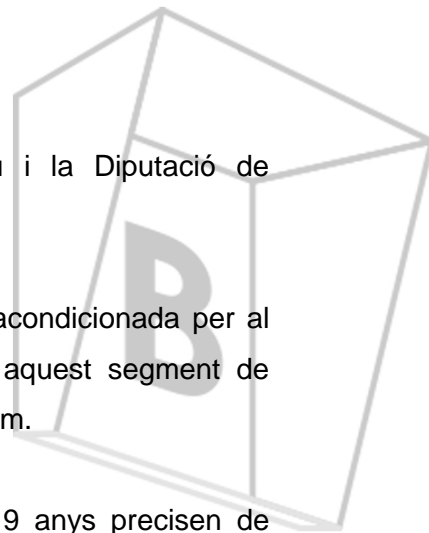 i la Diputació de
B
acondicionada per al
aquest segment de
9 anys precisen de